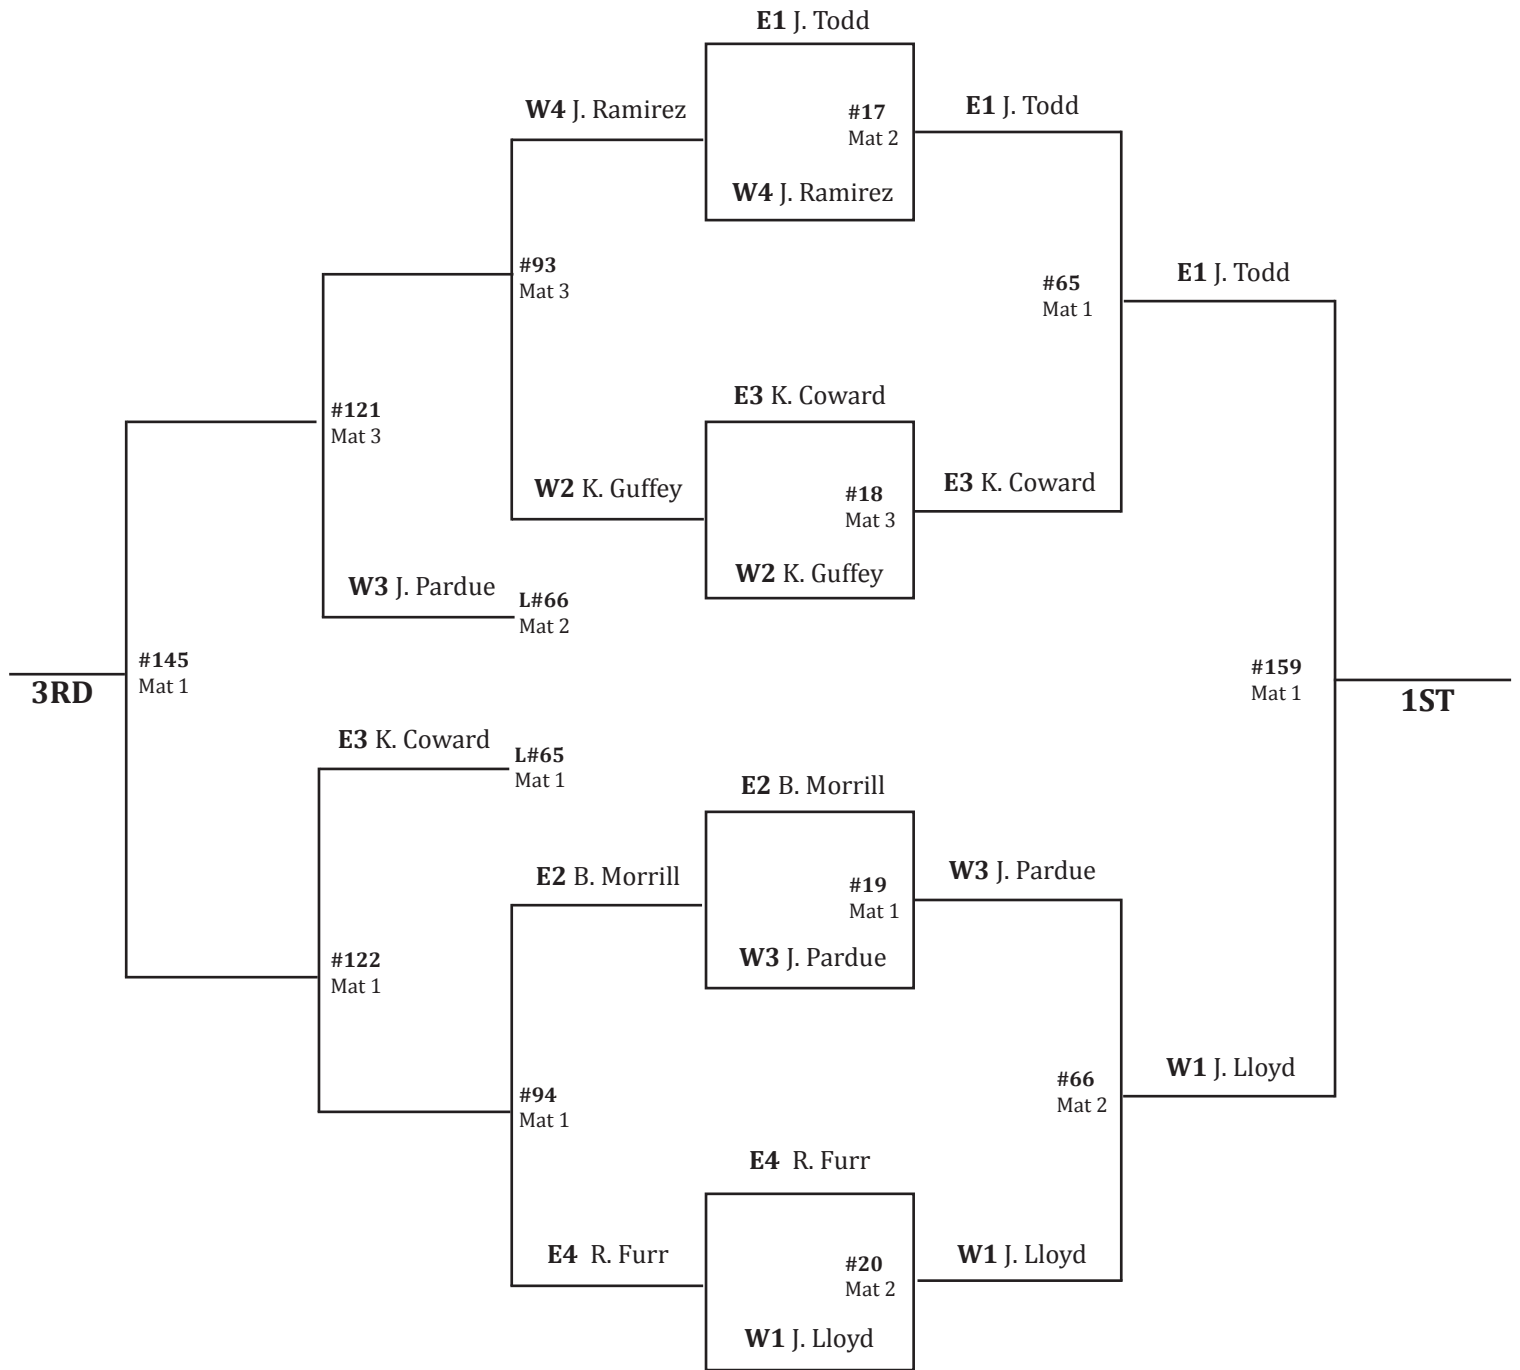 E1 J. Todd
W4 J. Ramirez
#17
Mat 2
E1 J. Todd
W4 J. Ramirez
#93
Mat 3
#65
Mat 1
E1 J. Todd
E3 K. Coward
#121
Mat 3
W2 K. Guffey
#18
Mat 3
E3 K. Coward
W2 K. Guffey
W3 J. Pardue
L#66
Mat 2
#145
Mat 1
3RD
#159
Mat 1
1ST
E3 K. Coward
L#65
Mat 1
E2 B. Morrill
E2 B. Morrill
#19
Mat 1
W3 J. Pardue
W3 J. Pardue
#122
Mat 1
#94
Mat 1
#66
Mat 2
W1 J. Lloyd
E4 R. Furr
E4 R. Furr
#20
Mat 2
W1 J. Lloyd
W1 J. Lloyd